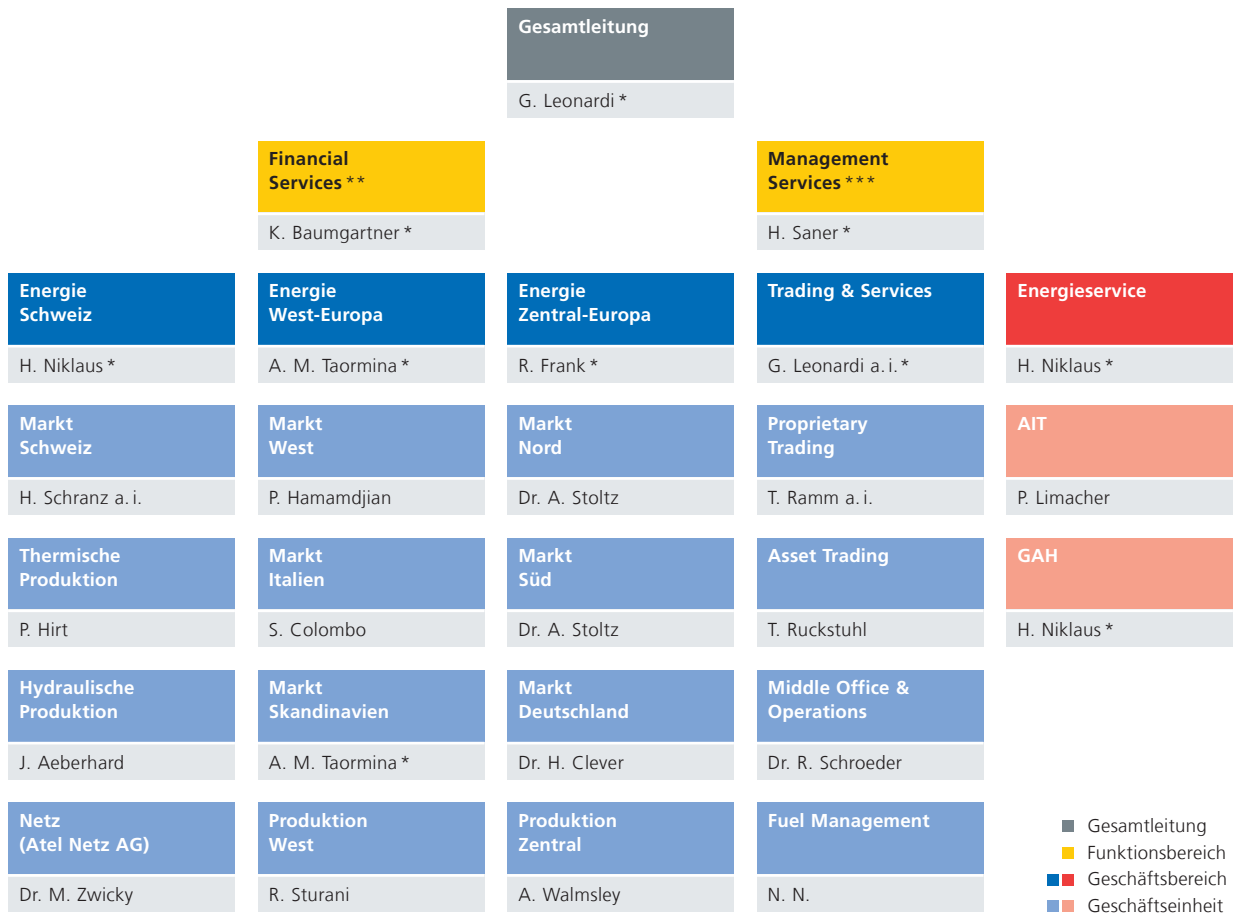 Gesamtleitung
G. Leonardi *
Financial
Services **
K. Baumgartner *
Management
Services ***
H. Saner *
Energie
Schweiz
H. Niklaus *
Energie
West-Europa
A. M. Taormina *
Energie
Zentral-Europa
R. Frank *
Trading & Services
G. Leonardi a. i. *
Energieservice
H. Niklaus *
Markt
Schweiz
H. Schranz a. i.
Markt
West
P. Hamamdjian
Markt
Nord
Dr. A. Stoltz
Proprietary
Trading
T. Ramm a. i.
AIT
P. Limacher
Thermische
Produktion
P. Hirt
Markt
Italien
S. Colombo
Markt
Süd
Dr. A. Stoltz
Asset Trading
T. Ruckstuhl
GAH
H. Niklaus *
Hydraulische
Produktion
J. Aeberhard
Markt
Skandinavien
A. M. Taormina *
Markt
Deutschland
Dr. H. Clever
Middle Office &
Operations
Dr. R. Schroeder
Netz
(Atel Netz AG)
Dr. M. Zwicky
Produktion
West
R. Sturani
Produktion
Zentral
A. Walmsley
Fuel Management
N. N.
Gesamtleitung
Funktionsbereich
Geschäftsbereich
Geschäftseinheit